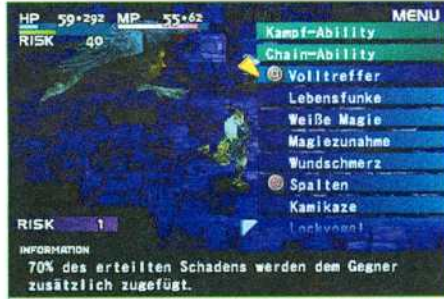 HP 59・292 MP 55・62
RISK 40
MENU
Kampf-Ability
Chain-Ability
Volltreffer
Lebensfunke
Weiße Magie
Magiezunahme
Wundschmerz
Spalten
Kamikaze
Lockvogel
RISK 1
INFORMATION
70% des erteilten Schadens werden dem Gegner
zusätzlich zugefügt.